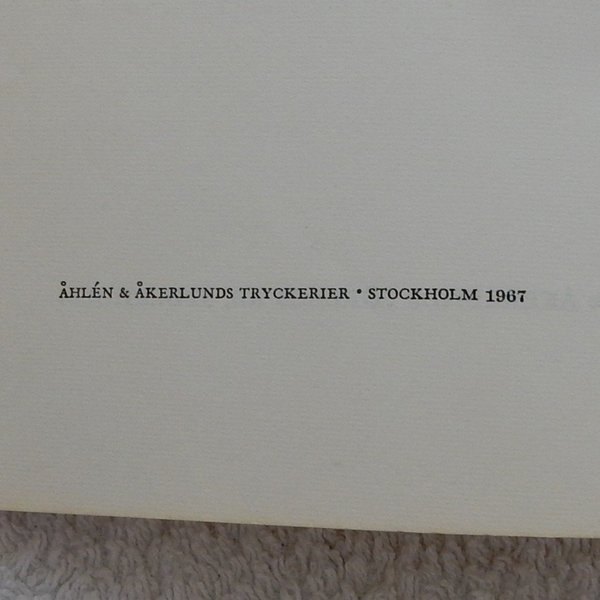 ÅHLÉN & ÅKERLUNDS TRYCKERIER • STOCKHOLM 1967